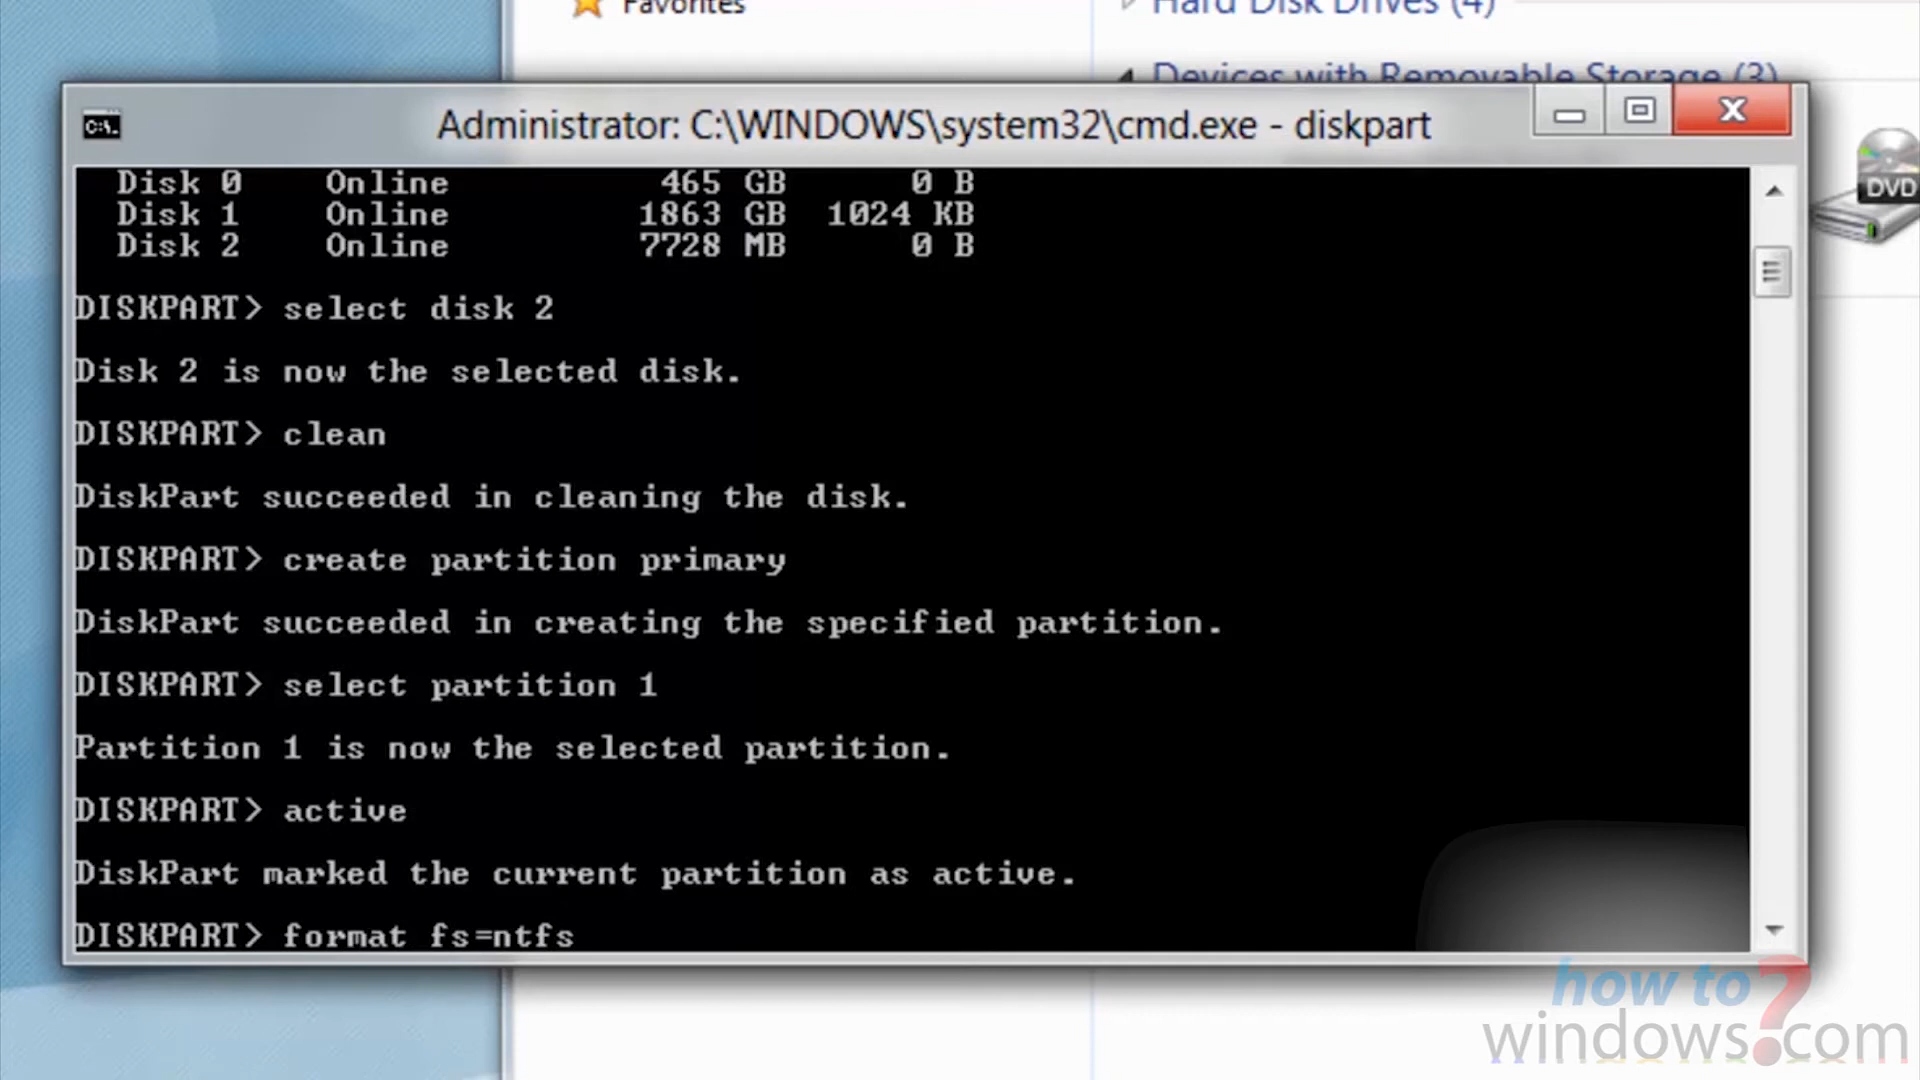 Favorites
Hard Disk Drives (4)
Devices with Removable Storage (3)
Administrator: C:\WINDOWS\system32\cmd.exe - diskpart
C:\.
DVD
Disk 0 Online 465 GB 0 B
Disk 1 Online 1863 GB 1024 KB
Disk 2 Online 7728 MB 0 B
DISKPART> select disk 2
Disk 2 is now the selected disk.
DISKPART> clean
DiskPart succeeded in cleaning the disk.
DISKPART> create partition primary
DiskPart succeeded in creating the specified partition.
DISKPART> select partition 1
Partition 1 is now the selected partition.
DISKPART> active
DiskPart marked the current partition as active.
DISKPART> format fs=ntfs
how to?
windows.com